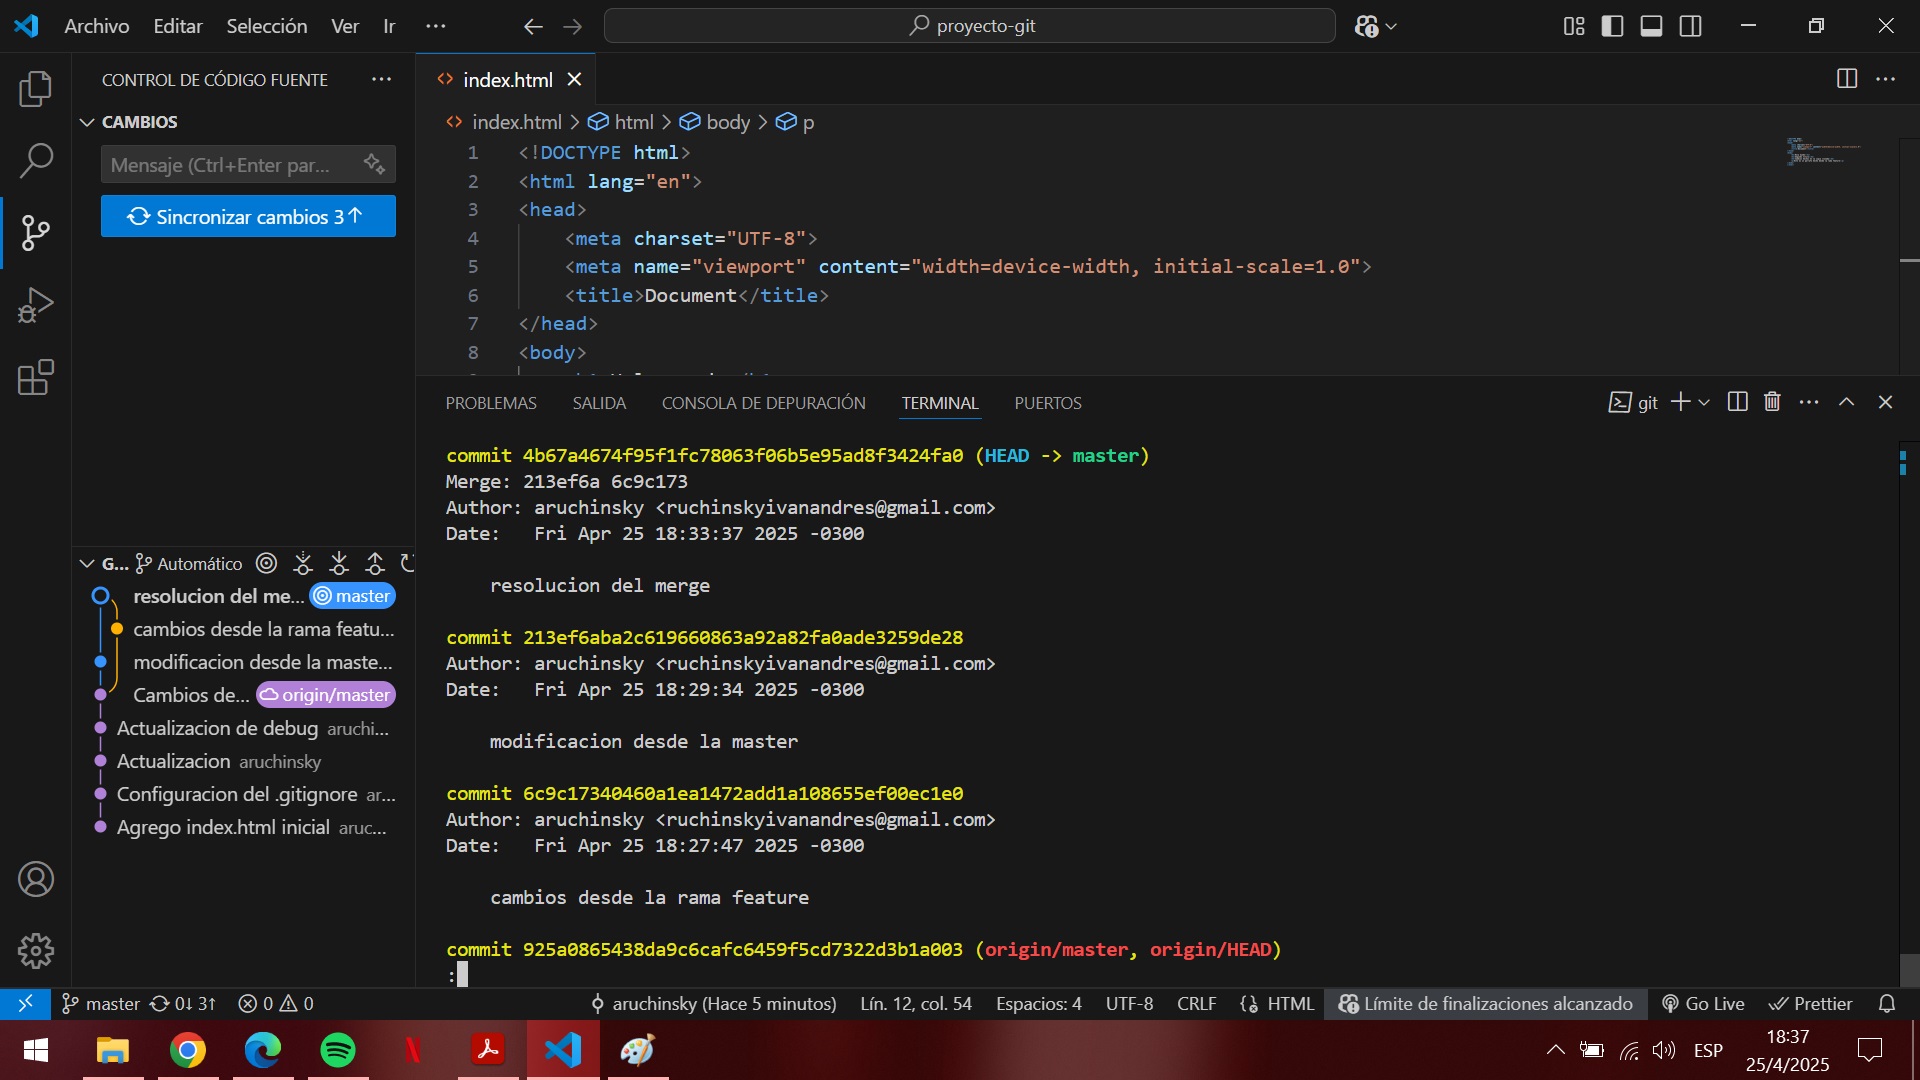 Archivo Editar Selección Ver Ir ... proyecto-git
CONTROL DE CÓDIGO FUENTE
CAMBIOS
Mensaje (Ctrl+Enter par...
Sincronizar cambios 3↑
G... Automático
resolucion del me... master
cambios desde la rama featu...
modificacion desde la maste...
Cambios de... origin/master
Actualizacion de debug aruchi...
Actualizacion aruchinsky
Configuracion del .gitignore ar...
Agrego index.html inicial aruc...
index.html
index.html > html > body > p
1 <!DOCTYPE html>
2 <html lang="en">
3 <head>
4 <meta charset="UTF-8">
5 <meta name="viewport" content="width=device-width, initial-scale=1.0">
6 <title>Document</title>
7 </head>
8 <body>
PROBLEMAS SALIDA CONSOLA DE DEPURACIÓN TERMINAL PUERTOS git
commit 4b67a4674f95f1fc78063f06b5e95ad8f3424fa0 (HEAD -> master)
Merge: 213ef6a 6c9c173
Author: aruchinsky <ruchinskyivanandres@gmail.com>
Date: Fri Apr 25 18:33:37 2025 -0300
resolucion del merge
commit 213ef6aba2c619660863a92a82fa0ade3259de28
Author: aruchinsky <ruchinskyivanandres@gmail.com>
Date: Fri Apr 25 18:29:34 2025 -0300
modificacion desde la master
commit 6c9c17340460a1ea1472add1a108655ef00ec1e0
Author: aruchinsky <ruchinskyivanandres@gmail.com>
Date: Fri Apr 25 18:27:47 2025 -0300
cambios desde la rama feature
commit 925a0865438da9c6cafc6459f5cd7322d3b1a003 (origin/master, origin/HEAD)
:
master 0↓ 3↑ 0 0 aruchinsky (Hace 5 minutos) Lín. 12, col. 54 Espacios: 4 UTF-8 CRLF HTML Límite de finalizaciones alcanzado Go Live Prettier
ESP
18:37
25/4/2025